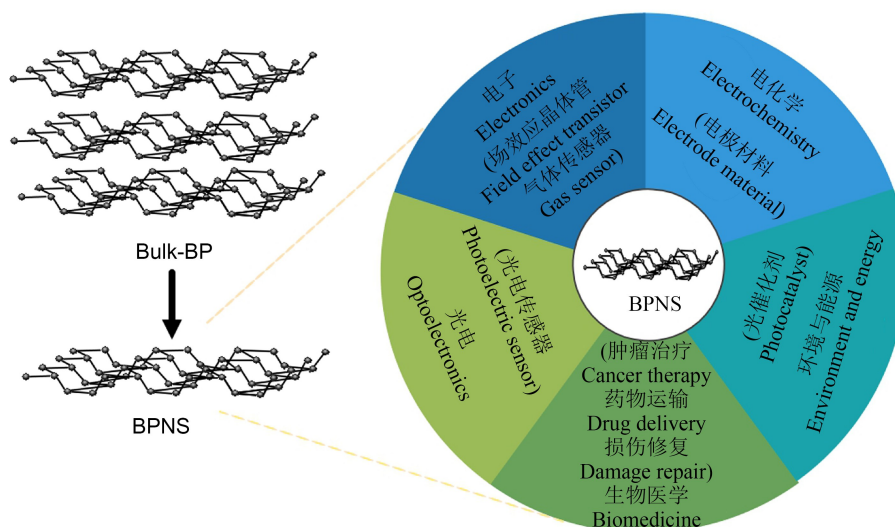 Bulk-BP
BPNS
电子
Electronics
(场效应晶体管
Field effect transistor
气体传感器
Gas sensor)
电化学
Electrochemistry
(电极材料
Electrode material)
(光催化剂
Photocatalyst)
环境与能源
Environment and energy
(肿瘤治疗
Cancer therapy
药物运输
Drug delivery
损伤修复
Damage repair)
生物医学
Biomedicine
(光电传感器
Photoelectric sensor)
光电
Optoelectronics
BPNS